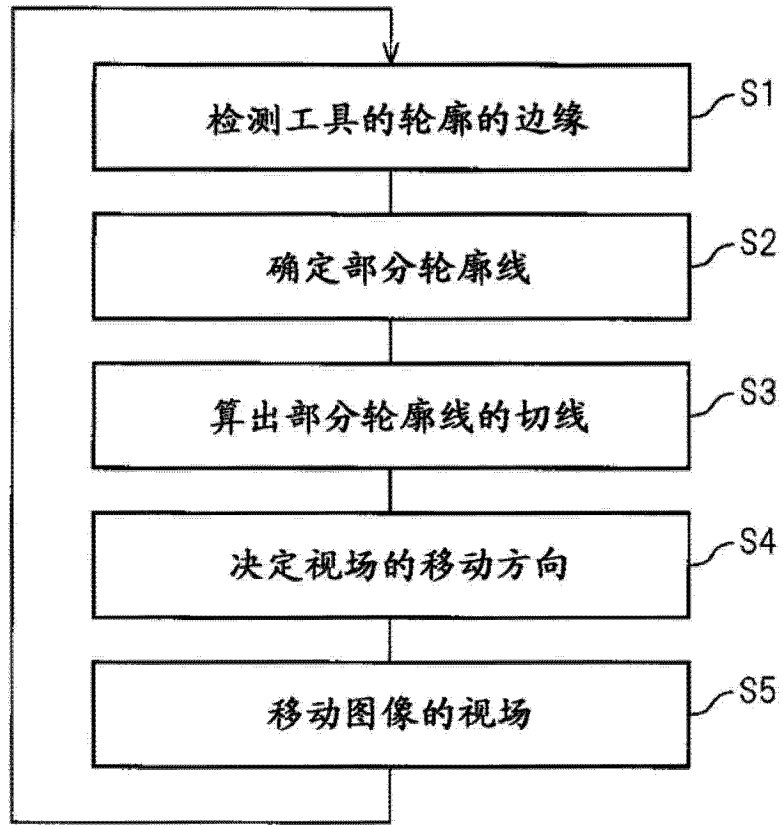 检测工具的轮廓的边缘
S1
确定部分轮廓线
S2
算出部分轮廓线的切线
S3
决定视场的移动方向
S4
移动图像的视场
S5